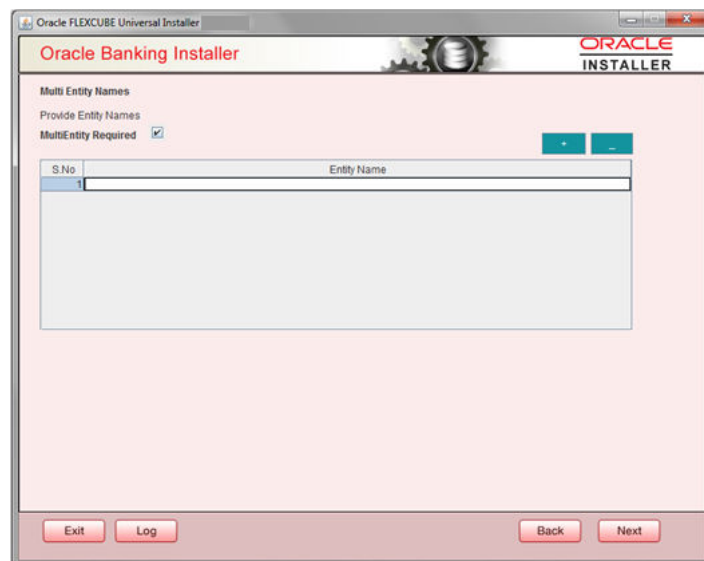 Oracle FLEXCUBE Universal Installer
Oracle Banking Installer
ORACLE
INSTALLER
Multi Entity Names
Provide Entity Names
MultiEntity Required
+ _
S.No Entity Name
1
Exit Log Back Next